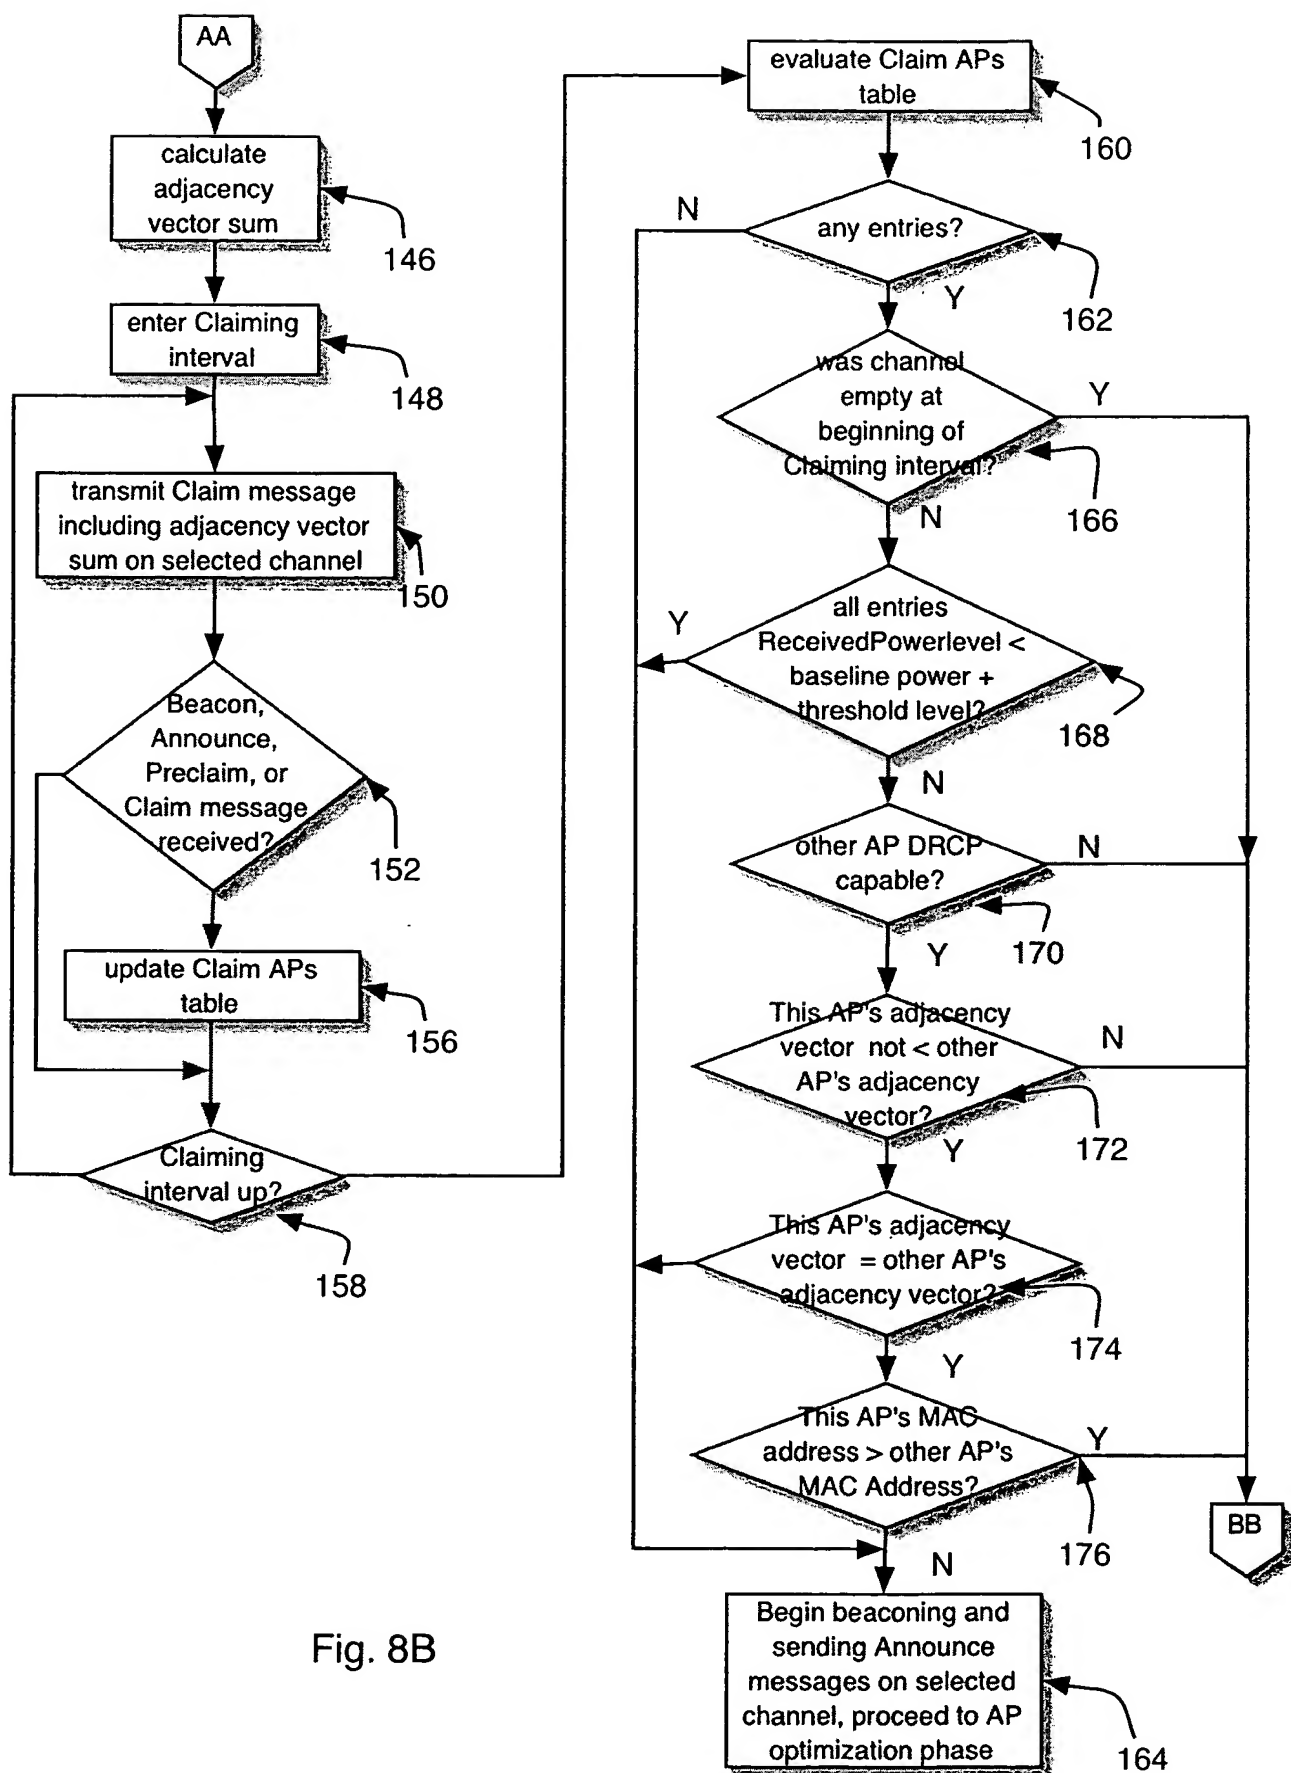 AA
calculate
adjacency
vector sum
146
enter Claiming
interval
148
transmit Claim message
including adjacency vector
sum on selected channel
150
Beacon,
Announce,
Preclaim, or
Claim message
received?
152
update Claim APs
table
156
Claiming
interval up?
158
evaluate Claim APs
table
160
N
any entries?
Y
162
was channel
empty at
beginning of
Claiming interval?
Y
166
N
all entries
ReceivedPowerlevel <
baseline power +
threshold level?
Y
168
N
other AP DRCP
capable?
N
170
Y
This AP's adjacency
vector not < other
AP's adjacency
vector?
N
172
Y
This AP's adjacency
vector = other AP's
adjacency vector?
174
Y
This AP's MAC
address > other AP's
MAC Address?
Y
176
N
BB
Begin beaconing and
sending Announce
messages on selected
channel, proceed to AP
optimization phase
164
Fig. 8B